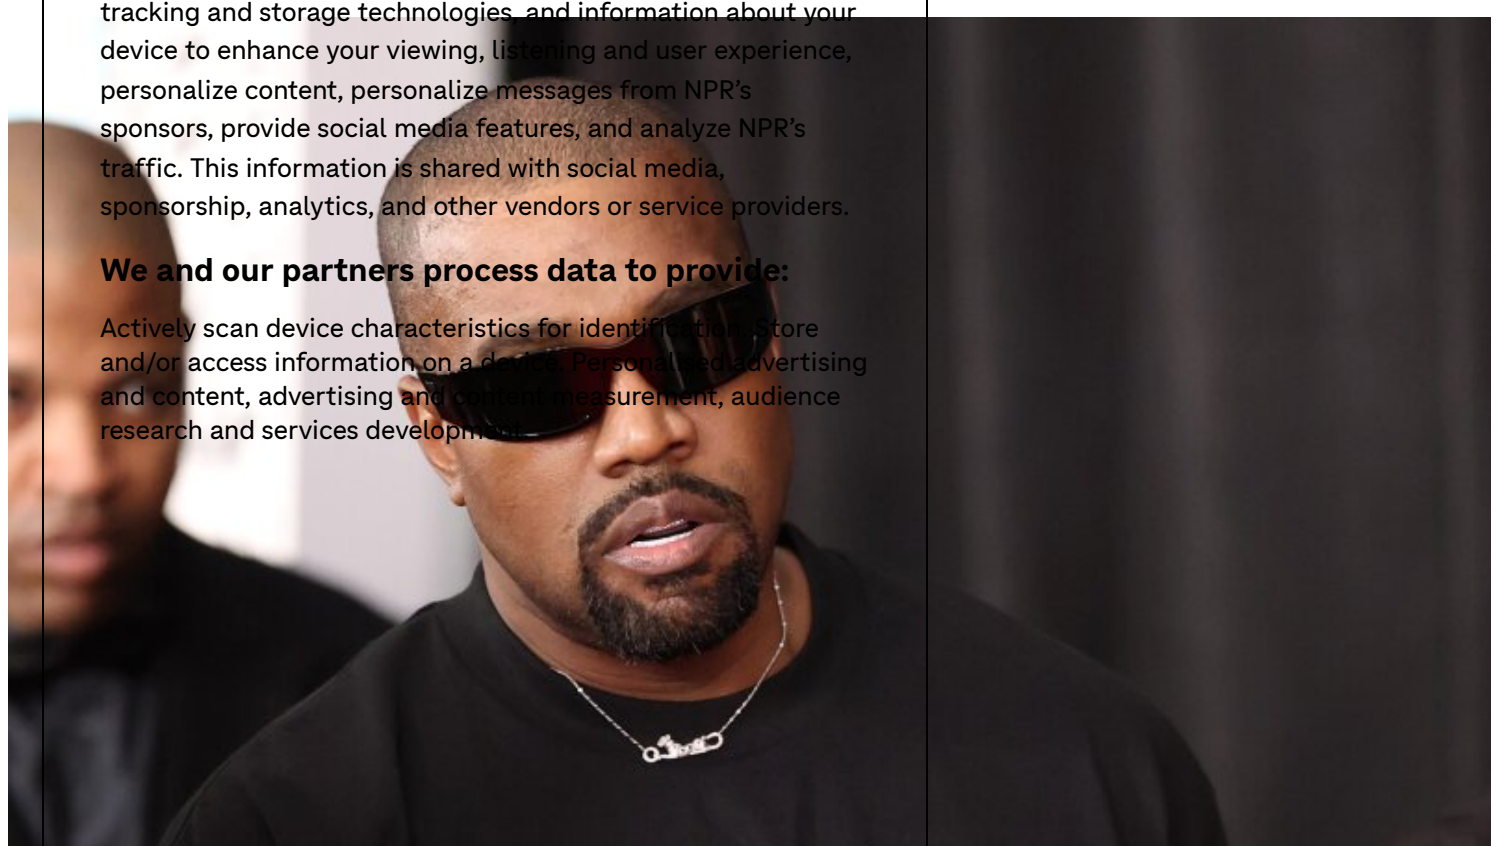 tracking and storage technologies, and information about your
device to enhance your viewing, listening and user experience,
personalize content, personalize messages from NPR’s
sponsors, provide social media features, and analyze NPR’s
traffic. This information is shared with social media,
sponsorship, analytics, and other vendors or service providers.
We and our partners process data to provide:
Actively scan device characteristics for identification. Store
and/or access information on a device. Personalised advertising
and content, advertising and content measurement, audience
research and services development.